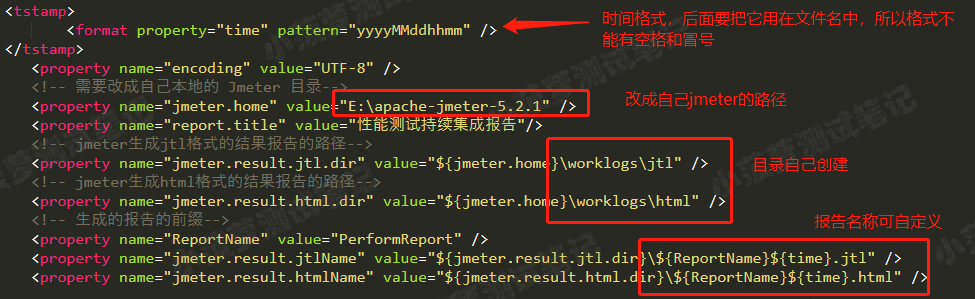 <tstamp>
<format property="time" pattern="yyyyMMddhhmm" />
时间格式，后面要把它用在文件名中，所以格式不
能有空格和冒号
</tstamp>
<property name="encoding" value="UTF-8" />
<!-- 需要改成自己本地的 Jmeter 目录-->
<property name="jmeter.home" value="E:\apache-jmeter-5.2.1" />
改成自己jmeter的路径
<property name="report.title" value="性能测试持续集成报告"/>
<!-- jmeter生成jtl格式的结果报告的路径-->
<property name="jmeter.result.jtl.dir" value="${jmeter.home}\worklogs\jtl" />
目录自己创建
<!-- jmeter生成html格式的结果报告的路径-->
<property name="jmeter.result.html.dir" value="${jmeter.home}\worklogs\html" />
<!-- 生成的报告的前缀-->
报告名称可自定义
<property name="ReportName" value="PerformReport" />
<property name="jmeter.result.jtlName" value="${jmeter.result.jtl.dir}\${ReportName}${time}.jtl" />
<property name="jmeter.result.htmlName" value="${jmeter.result.html.dir}\${ReportName}${time}.html" />
小菠萝测试笔记